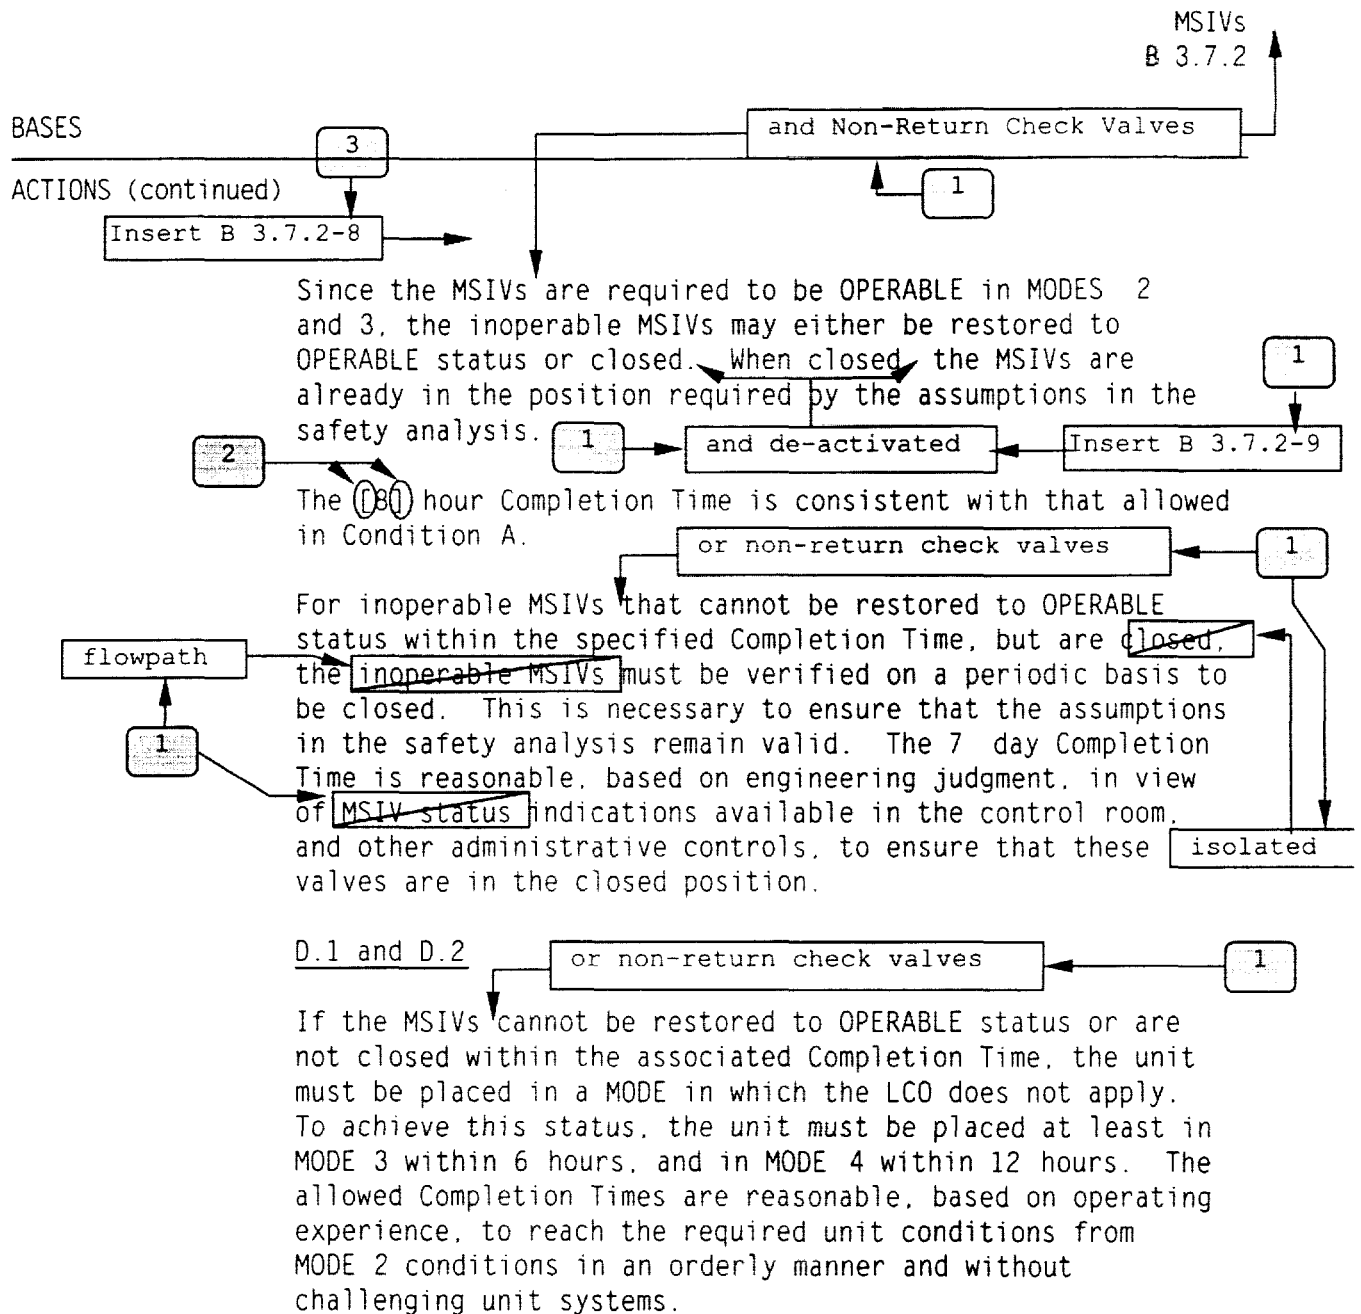 MSIVs
B 3.7.2
and Non-Return Check Valves
BASES
3
1
ACTIONS (continued)
Insert B 3.7.2-8
Since the MSIVs are required to be OPERABLE in MODES 2
and 3, the inoperable MSIVs may either be restored to
OPERABLE status or closed. When closed, the MSIVs are
1
already in the position required by the assumptions in the
safety analysis.
1
and de-activated
Insert B 3.7.2-9
2
The [8] hour Completion Time is consistent with that allowed
in Condition A.
or non-return check valves
1
For inoperable MSIVs that cannot be restored to OPERABLE
status within the specified Completion Time, but are closed,
flowpath
the inoperable MSIVs must be verified on a periodic basis to
be closed. This is necessary to ensure that the assumptions
1
in the safety analysis remain valid. The 7 day Completion
Time is reasonable, based on engineering judgment, in view
of MSIV status indications available in the control room,
and other administrative controls, to ensure that these
isolated
valves are in the closed position.
D.1 and D.2
or non-return check valves
1
If the MSIVs cannot be restored to OPERABLE status or are
not closed within the associated Completion Time, the unit
must be placed in a MODE in which the LCO does not apply.
To achieve this status, the unit must be placed at least in
MODE 3 within 6 hours, and in MODE 4 within 12 hours. The
allowed Completion Times are reasonable, based on operating
experience, to reach the required unit conditions from
MODE 2 conditions in an orderly manner and without
challenging unit systems.